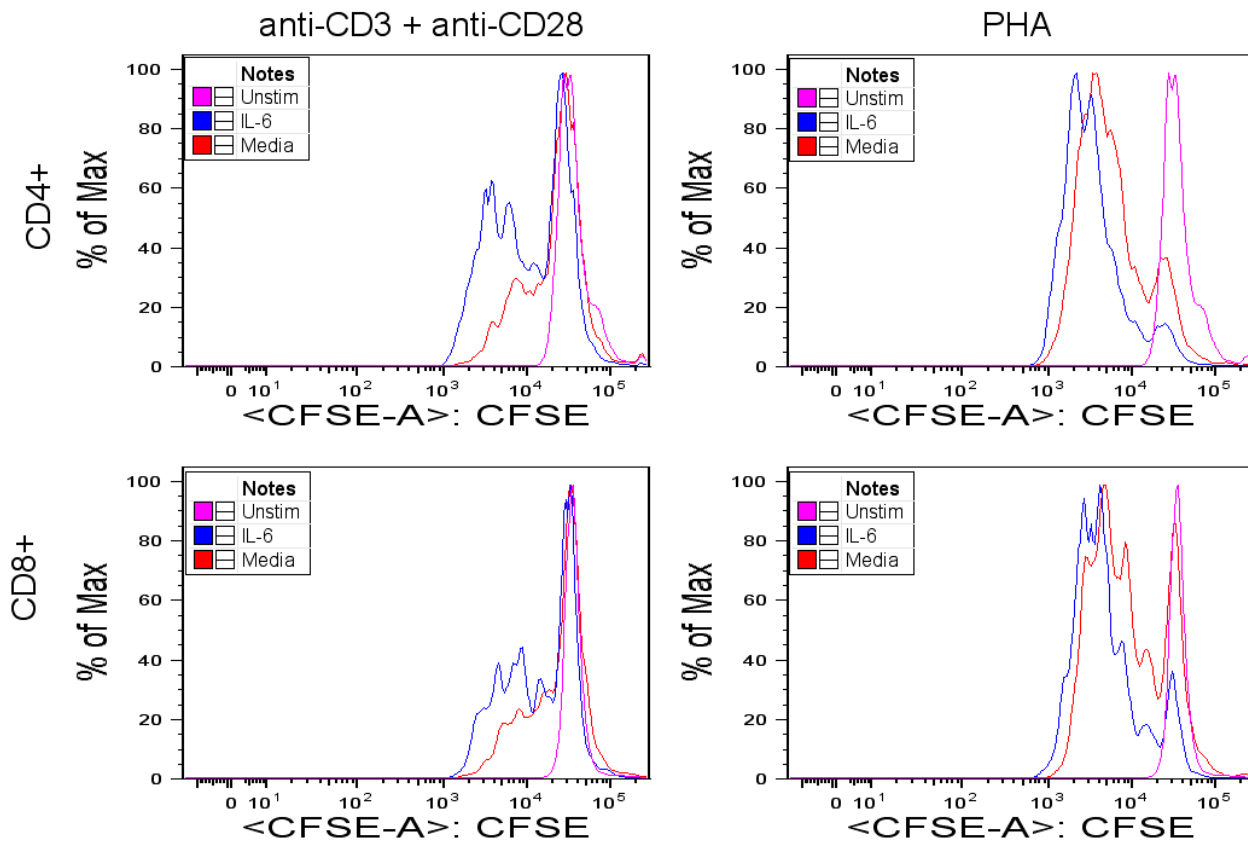 anti-CD3 + anti-CD28
PHA
CD4+
% of Max
100
80
60
40
20
0
Notes
Unstim
IL-6
Media
0 10¹ 10² 10³ 10⁴ 10⁵
<CFSE-A>: CFSE
% of Max
100
80
60
40
20
0
Notes
Unstim
IL-6
Media
0 10¹ 10² 10³ 10⁴ 10⁵
<CFSE-A>: CFSE
CD8+
% of Max
100
80
60
40
20
0
Notes
Unstim
IL-6
Media
0 10¹ 10² 10³ 10⁴ 10⁵
<CFSE-A>: CFSE
% of Max
100
80
60
40
20
0
Notes
Unstim
IL-6
Media
0 10¹ 10² 10³ 10⁴ 10⁵
<CFSE-A>: CFSE